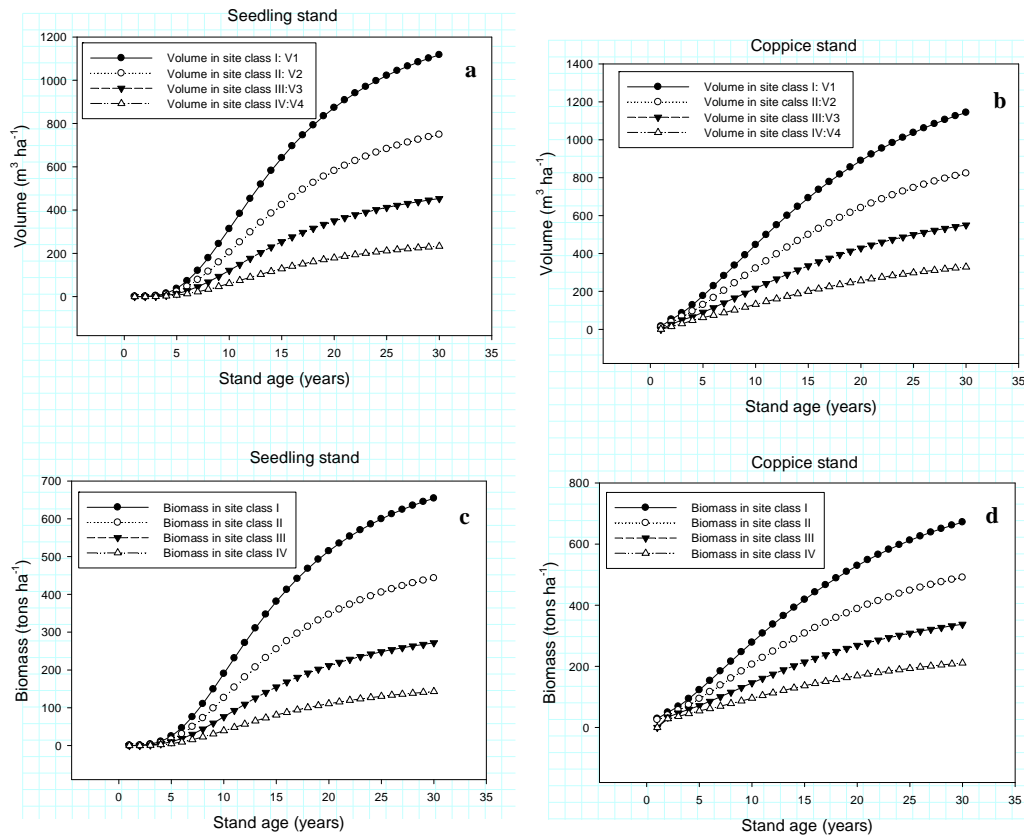 Seedling stand
1200
1000
800
600
400
200
0
Volume (m3 ha-1)
Volume in site class I: V1
Volume in site class II: V2
Volume in site class III:V3
Volume in site class IV:V4
a
0 5 10 15 20 25 30 35
Stand age (years)
Coppice stand
1400
1200
1000
800
600
400
200
0
Volume (m3 ha-1)
Volume in site class I: V1
Volume in site calss II:V2
Volume in site class III:V3
Volume in site class IV:V4
b
0 5 10 15 20 25 30 35
Stand age (years)
Seedling stand
700
600
500
400
300
200
100
0
Biomass (tons ha-1)
Biomass in site class I
Biomass in site class II
Biomass in site class III
Biomass in site class IV
c
0 5 10 15 20 25 30 35
Stand age (years)
Coppice stand
800
600
400
200
0
Biomass (tons ha-1)
Biomass in site class I
Biomass in site class II
Biomass in site class III
Biomass in site class IV
d
0 5 10 15 20 25 30 35
Stand age (years)